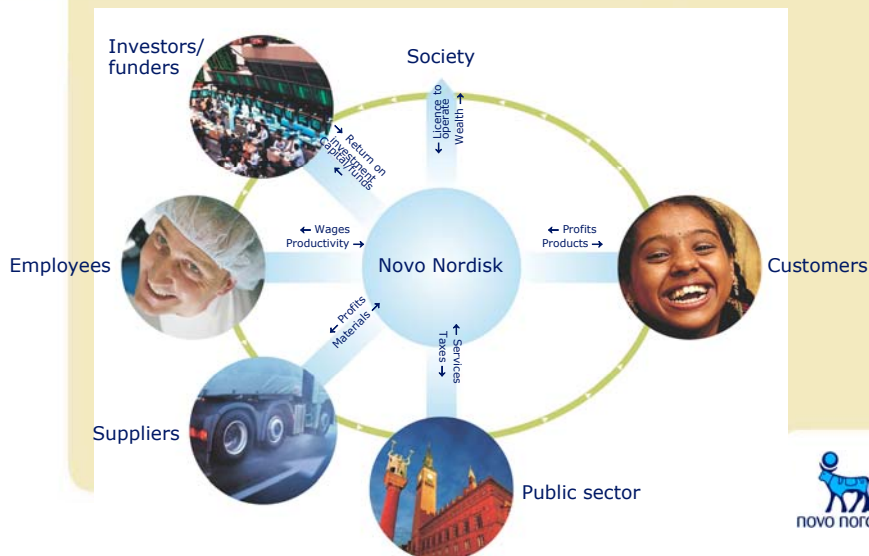 Investors/
funders
Society
← Licence to
operate
Wealth →
→ Return on
investment
Capital/funds
←
← Wages
Productivity →
← Profits
Products →
Employees
Novo Nordisk
Customers
← Profits
Materials →
← Services
Taxes →
Suppliers
Public sector
novo